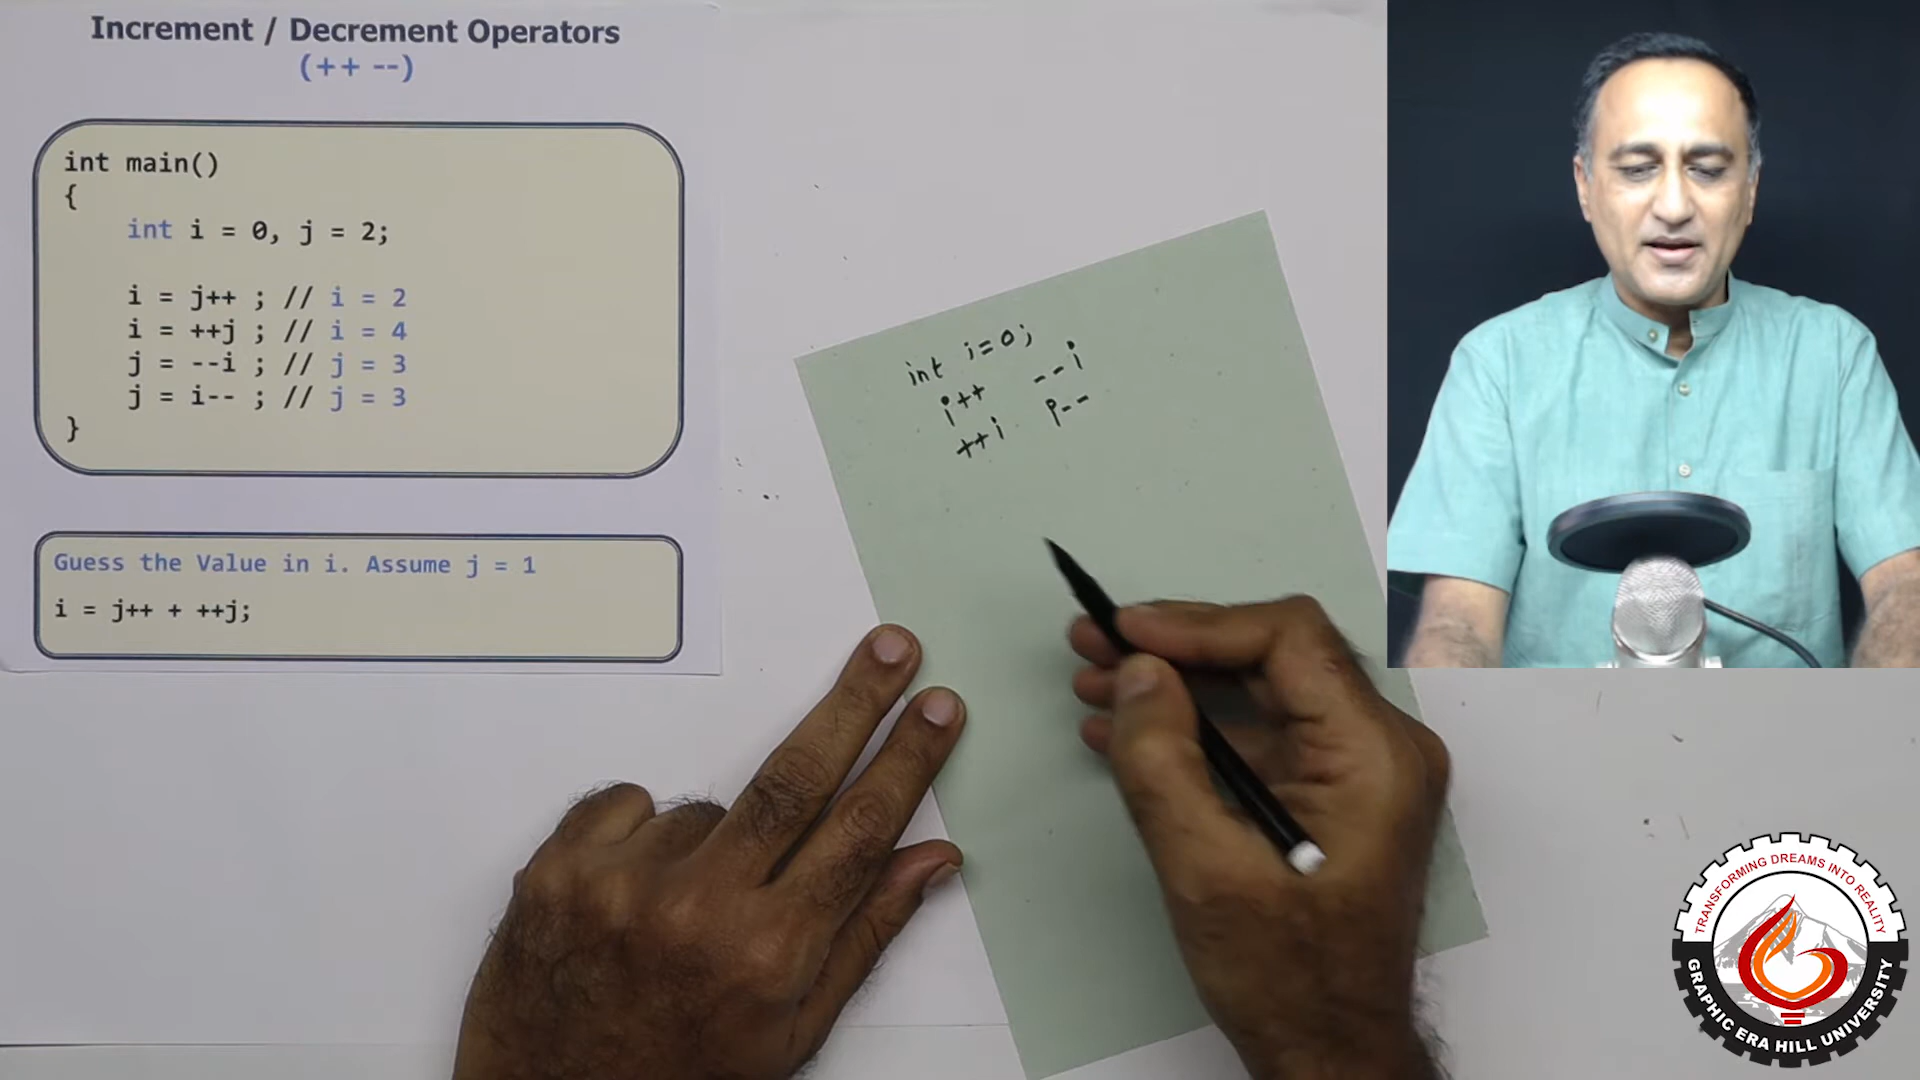 Increment / Decrement Operators
(++ --)
int main()
{
int i = 0, j = 2;
i = j++ ; // i = 2
i = ++j ; // i = 4
j = --i ; // j = 3
j = i-- ; // j = 3
}
Guess the Value in i. Assume j = 1
i = j++ + ++j;
int i=0;
i++ --i
++i i--
TRANSFORMING DREAMS INTO REALITY
GRAPHIC ERA HILL UNIVERSITY